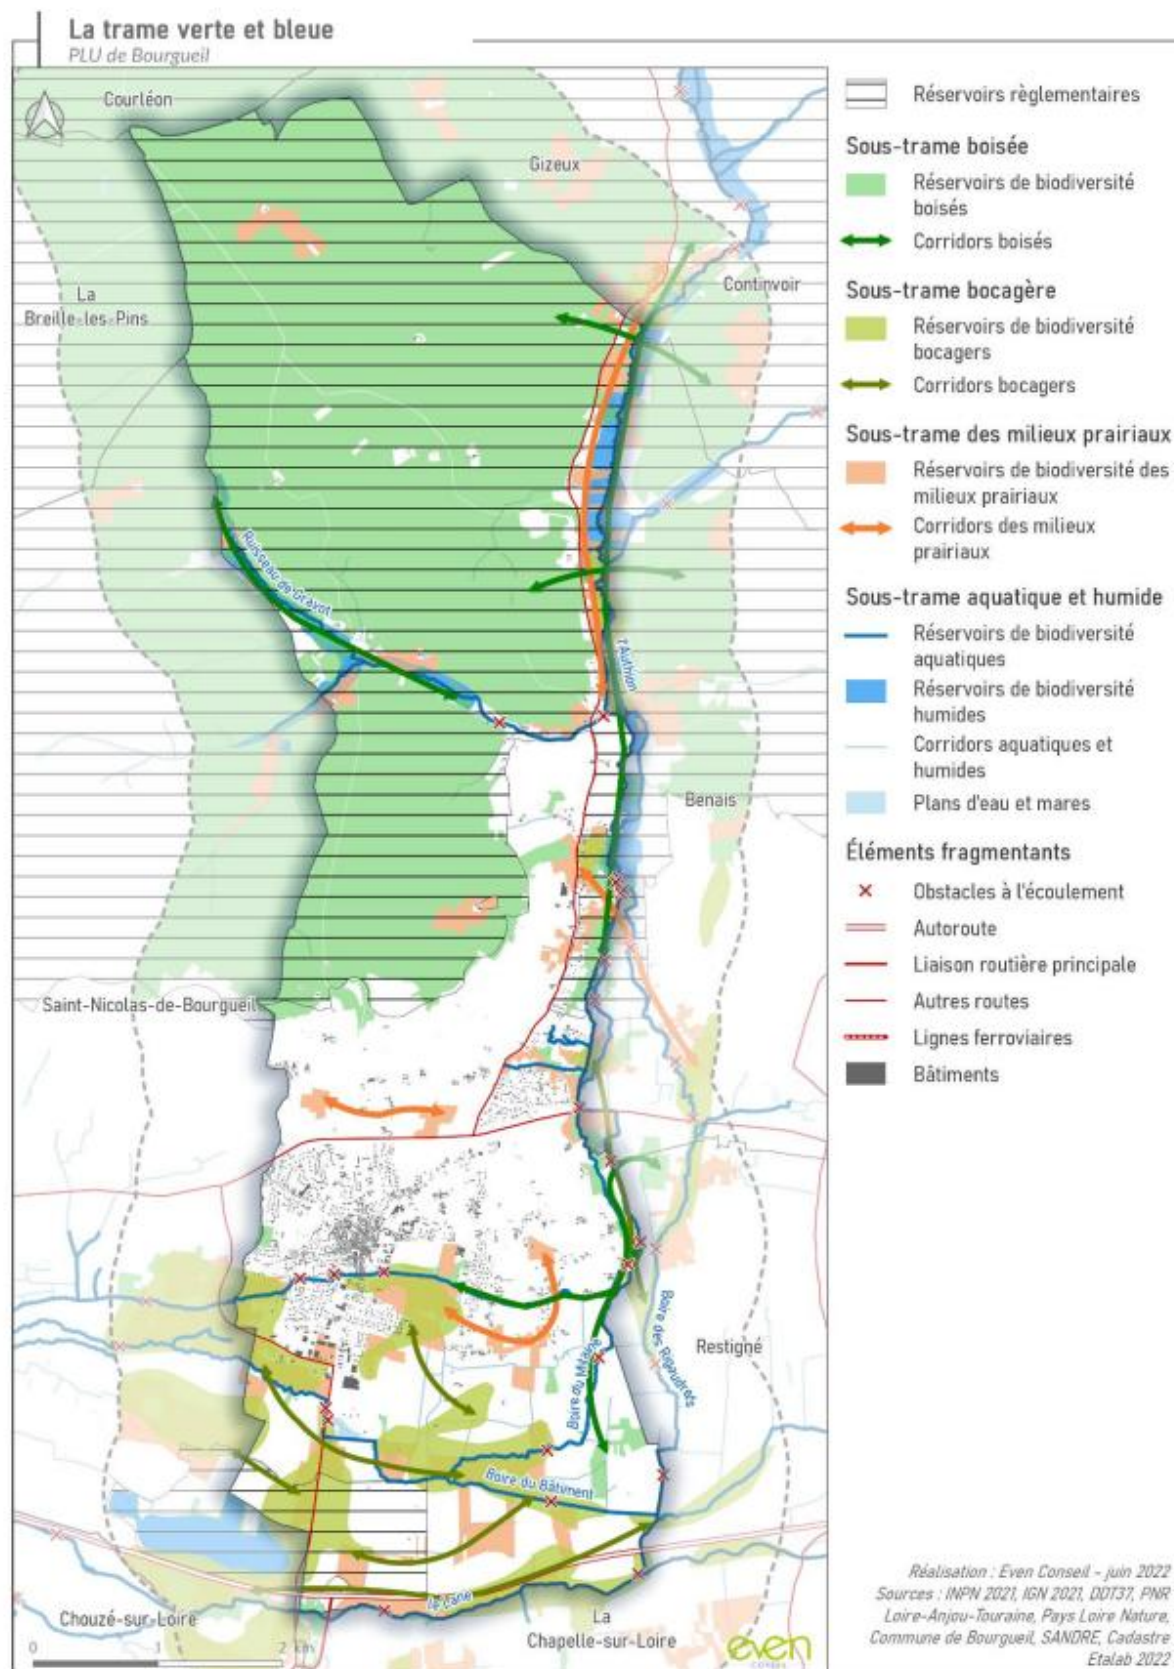 La trame verte et bleue
PLU de Bourgueil
Courléon
Gizeux
La
Breille-les-Pins
Continvoir
Ruisseau de Gravot
l'Authion
Benais
Saint-Nicolas-de-Bourgueil
Boire des Rigaudrets
Restigné
Boire du Mitaine
Boire du Bâtiment
le Lane
Chouzé-sur-Loire
La
Chapelle-sur-Loire
0 1 2 km
even
CONSEIL
Réservoirs règlementaires
Sous-trame boisée
Réservoirs de biodiversité
boisés
Corridors boisés
Sous-trame bocagère
Réservoirs de biodiversité
bocagers
Corridors bocagers
Sous-trame des milieux prairiaux
Réservoirs de biodiversité des
milieux prairiaux
Corridors des milieux
prairiaux
Sous-trame aquatique et humide
Réservoirs de biodiversité
aquatiques
Réservoirs de biodiversité
humides
Corridors aquatiques et
humides
Plans d'eau et mares
Éléments fragmentants
Obstacles à l'écoulement
Autoroute
Liaison routière principale
Autres routes
Lignes ferroviaires
Bâtiments
Réalisation : Even Conseil - juin 2022
Sources : INPN 2021, IGN 2021, DDT37, PNR
Loire-Anjou-Touraine, Pays Loire Nature,
Commune de Bourgueil, SANDRE, Cadastre
Etalab 2022